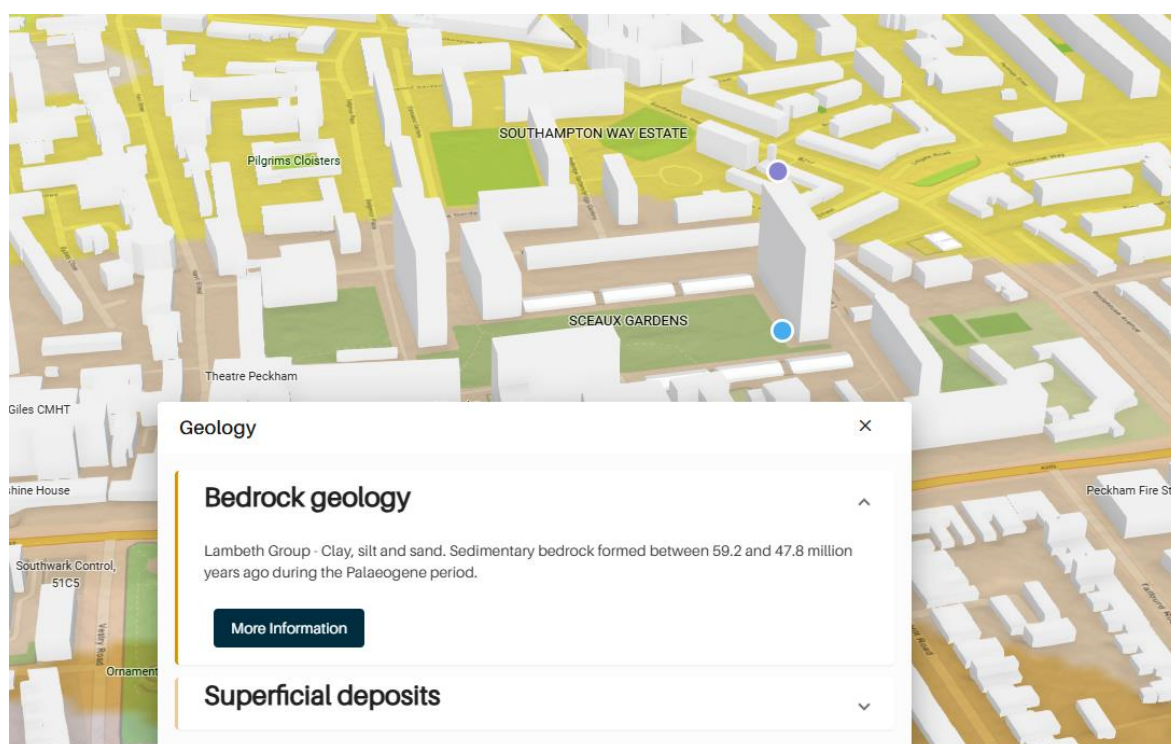 SOUTHAMPTON WAY ESTATE
Pilgrims Cloisters
SCEAUX GARDENS
Theatre Peckham
Giles CMHT
Geology
Bedrock geology
shine House
Peckham Fire St
Lambeth Group - Clay, silt and sand. Sedimentary bedrock formed between 59.2 and 47.8 million
years ago during the Palaeogene period.
Southwark Control,
51C5
More Information
Vestry Road
Ornament
Superficial deposits